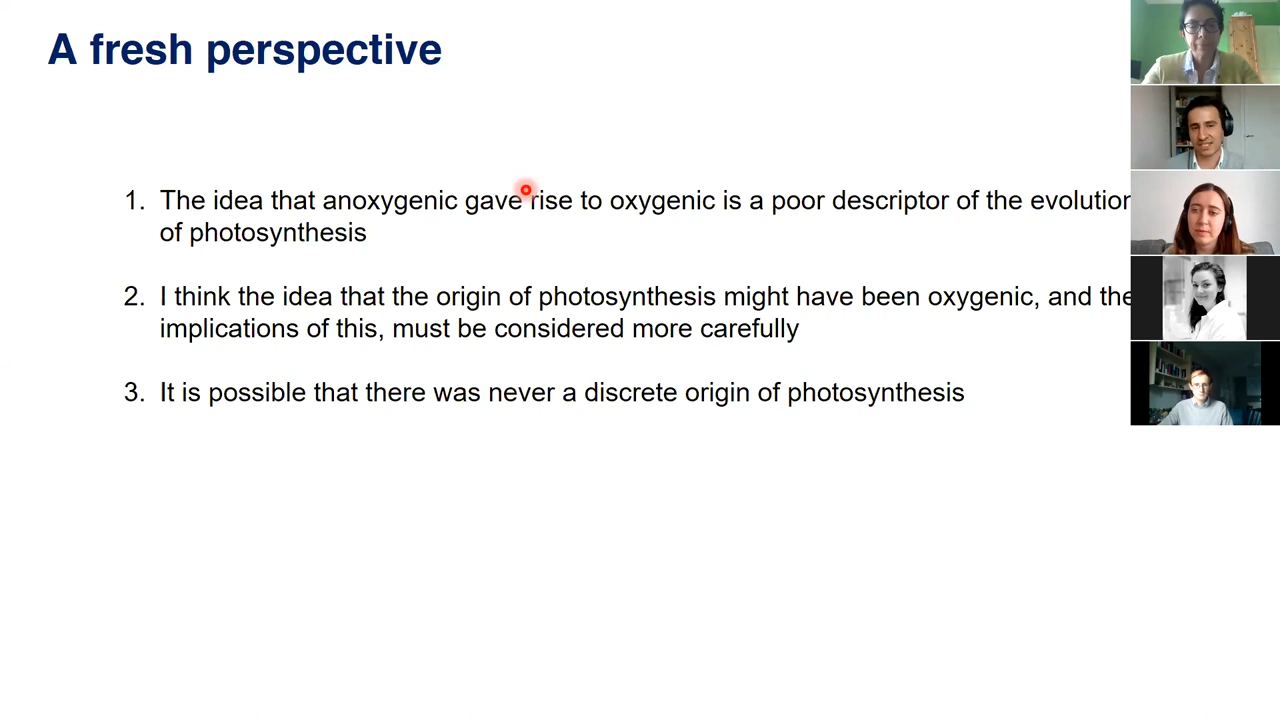 A fresh perspective
1. The idea that anoxygenic gave rise to oxygenic is a poor descriptor of the evolution
of photosynthesis
2. I think the idea that the origin of photosynthesis might have been oxygenic, and the
implications of this, must be considered more carefully
3. It is possible that there was never a discrete origin of photosynthesis